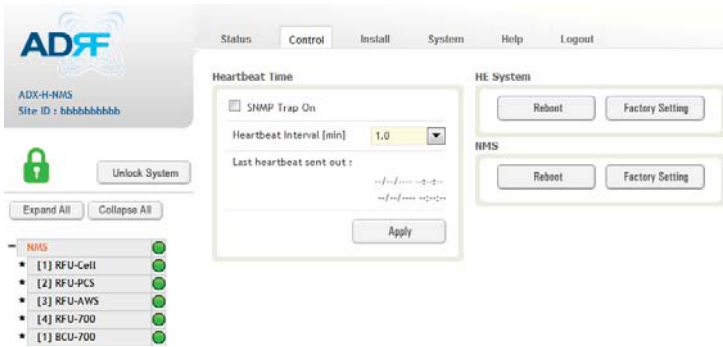 ADRF
ADX-H-NMS
Site ID : bbbbbbbbbb
Unlock System
Expand All
Collapse All
NMS
[1] RFU-Cell
[2] RFU-PCS
[3] RFU-AWS
[4] RFU-700
[1] BCU-700
Status
Control
Install
System
Help
Logout
Heartbeat Time
SNMP Trap On
Heartbeat Interval [min]
1.0
Last heartbeat sent out :
--/--/---- --:--:--
--/--/---- --:--:--
Apply
HE System
Reboot
Factory Setting
NMS
Reboot
Factory Setting